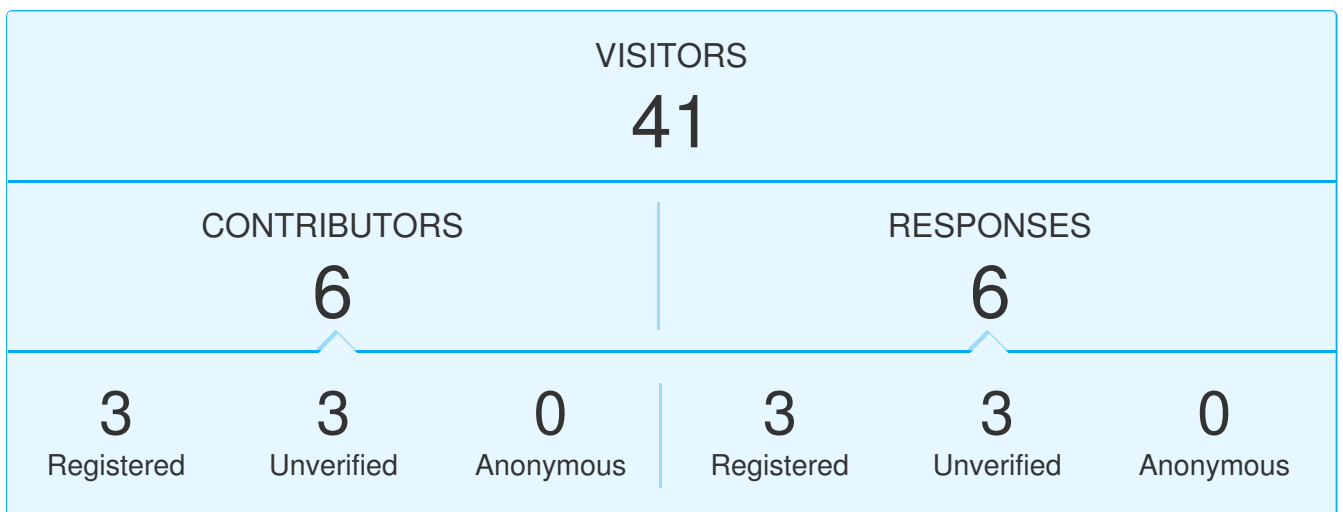 VISITORS
41
CONTRIBUTORS
6
RESPONSES
6
3
Registered
3
Unverified
0
Anonymous
3
Registered
3
Unverified
0
Anonymous